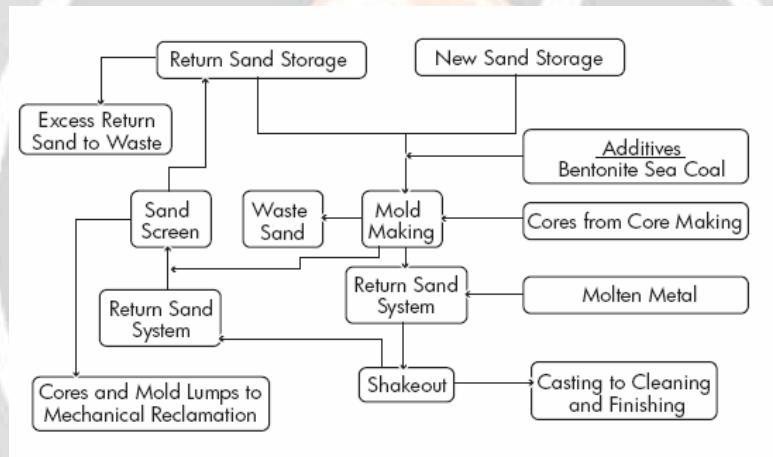 Return Sand Storage
New Sand Storage
Excess Return
Sand to Waste
Additives
Bentonite Sea Coal
Sand
Screen
Waste
Sand
Mold
Making
Cores from Core Making
Return Sand
System
Return Sand
System
Molten Metal
Shakeout
Casting to Cleaning
and Finishing
Cores and Mold Lumps to
Mechanical Reclamation